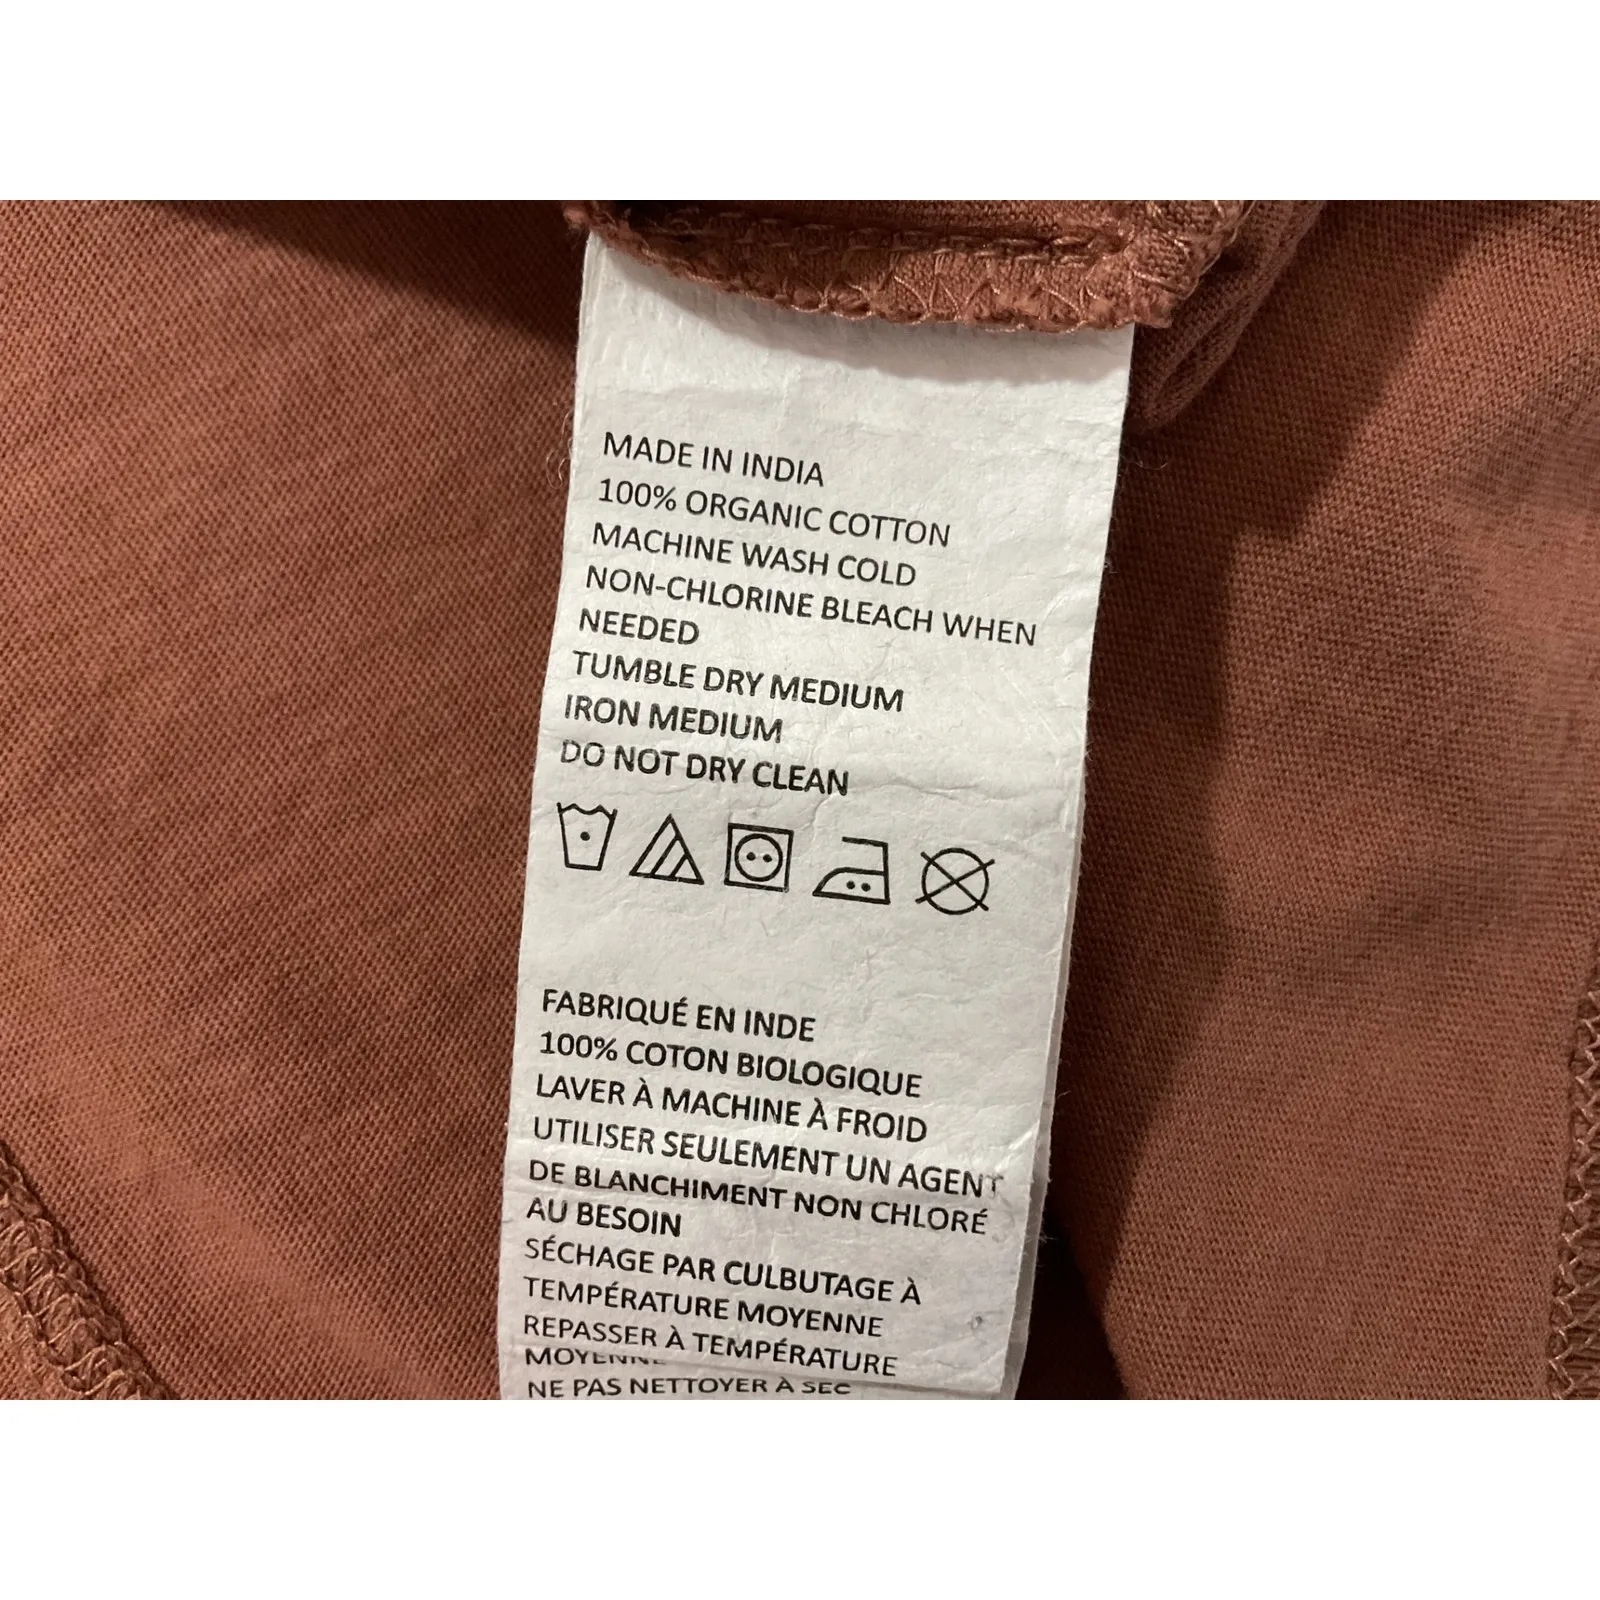 MADE IN INDIA
100% ORGANIC COTTON
MACHINE WASH COLD
NON-CHLORINE BLEACH WHEN
NEEDED
TUMBLE DRY MEDIUM
IRON MEDIUM
DO NOT DRY CLEAN
FABRIQUÉ EN INDE
100% COTON BIOLOGIQUE
LAVER À MACHINE À FROID
UTILISER SEULEMENT UN AGENT
DE BLANCHIMENT NON CHLORÉ
AU BESOIN
SÉCHAGE PAR CULBUTAGE À
TEMPÉRATURE MOYENNE
REPASSER À TEMPÉRATURE
MOYENNE
NE PAS NETTOYER À SEC